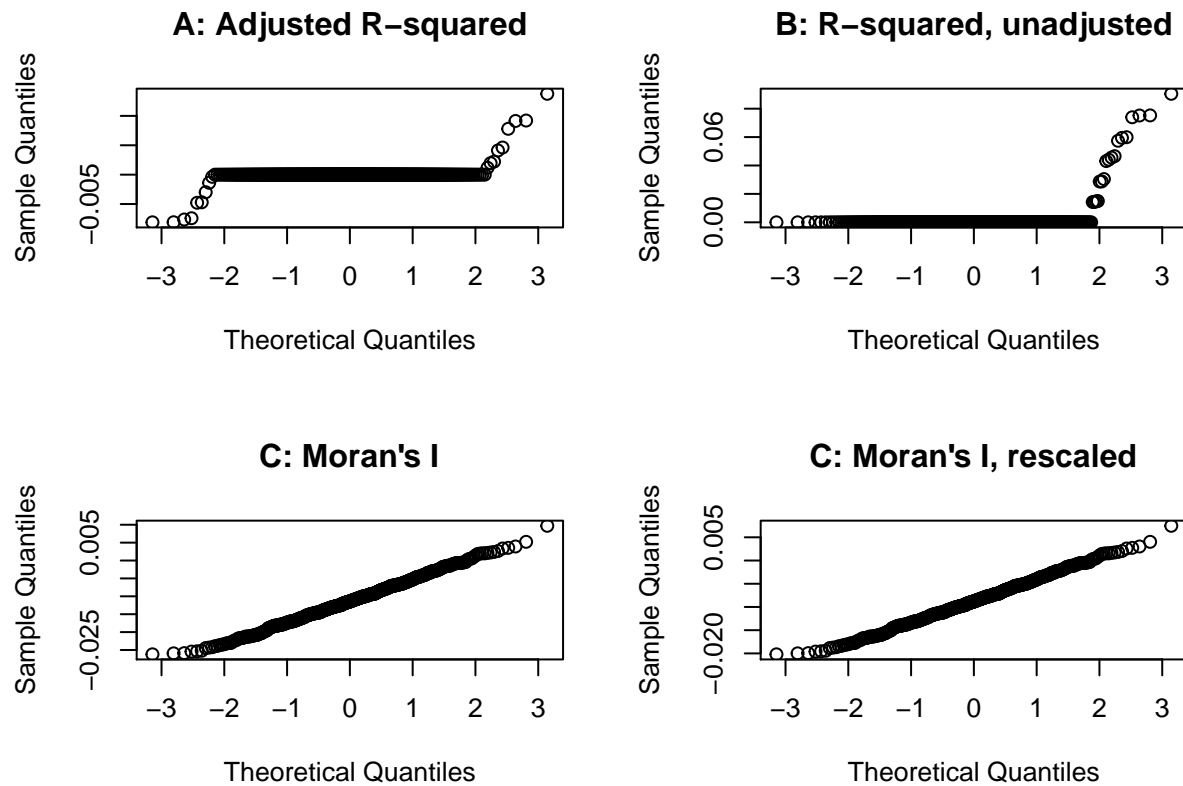 A: Adjusted R−squared
Sample Quantiles
−0.005
−3 −2 −1 0 1 2 3
Theoretical Quantiles
B: R−squared, unadjusted
Sample Quantiles
0.00 0.06
−3 −2 −1 0 1 2 3
Theoretical Quantiles
C: Moran's I
Sample Quantiles
−0.025 0.005
−3 −2 −1 0 1 2 3
Theoretical Quantiles
C: Moran's I, rescaled
Sample Quantiles
−0.020 0.005
−3 −2 −1 0 1 2 3
Theoretical Quantiles